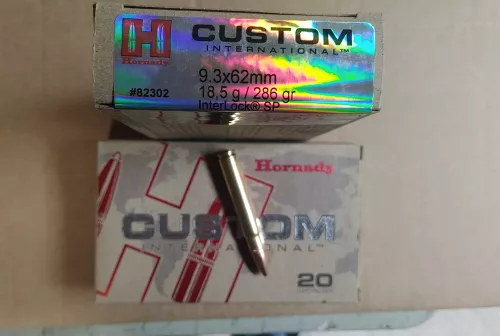 H
CUSTOM
INTERNATIONAL™
Hornady
9.3x62mm
#82302
18.5 g / 286 gr
InterLock® SP
Hornady
CUSTOM
INTERNATIONAL™
20